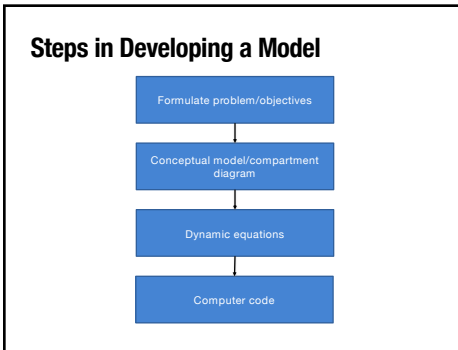 Steps in Developing a Model
Formulate problem/objectives
Conceptual model/compartment
diagram
Dynamic equations
Computer code